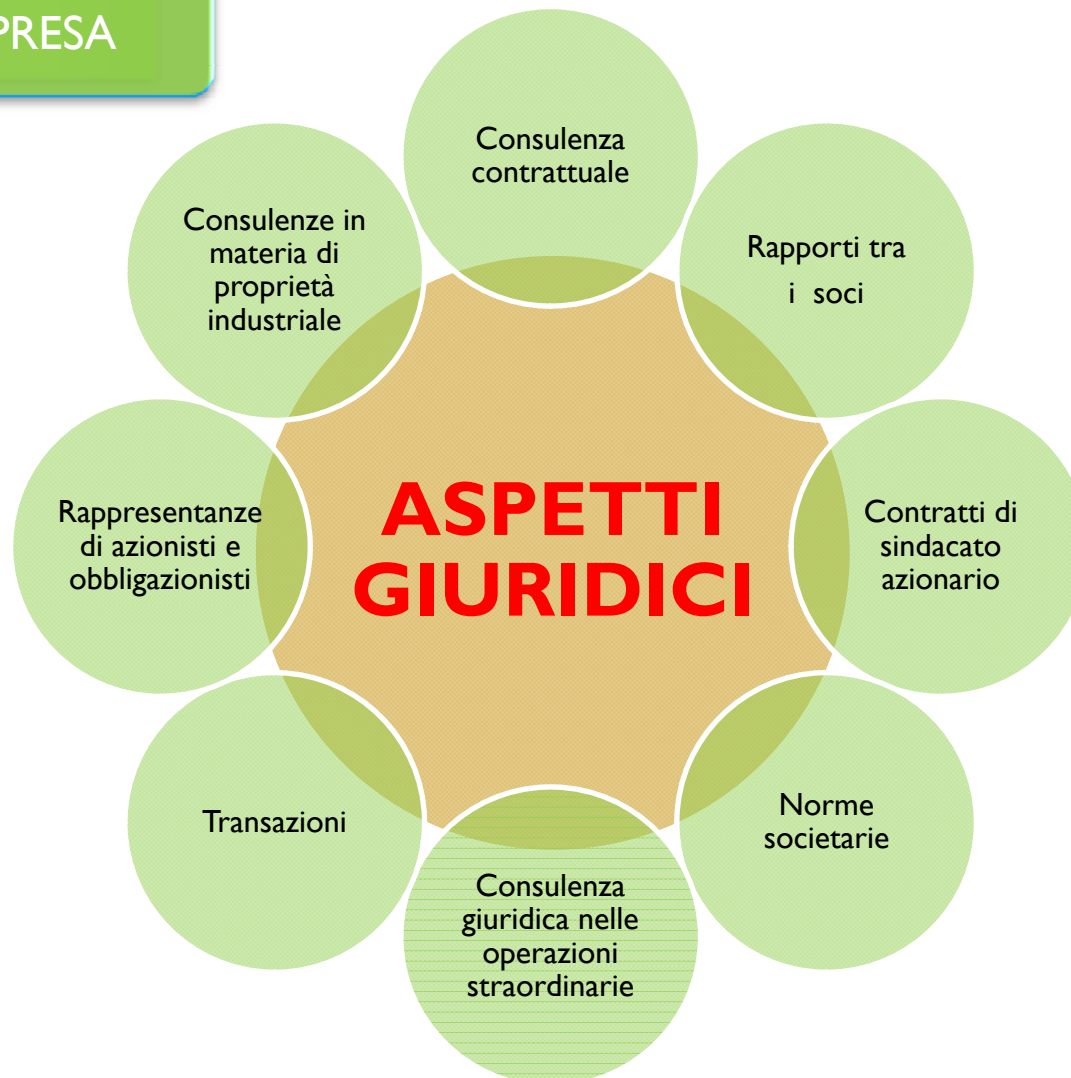 PRESA
Consulenza
contrattuale
Rapporti tra
i soci
Contratti di
sindacato
azionario
Norme
societarie
Consulenza
giuridica nelle
operazioni
straordinarie
Transazioni
Rappresentanze
di azionisti e
obbligazionisti
Consulenze in
materia di
proprietà
industriale
ASPETTI
GIURIDICI